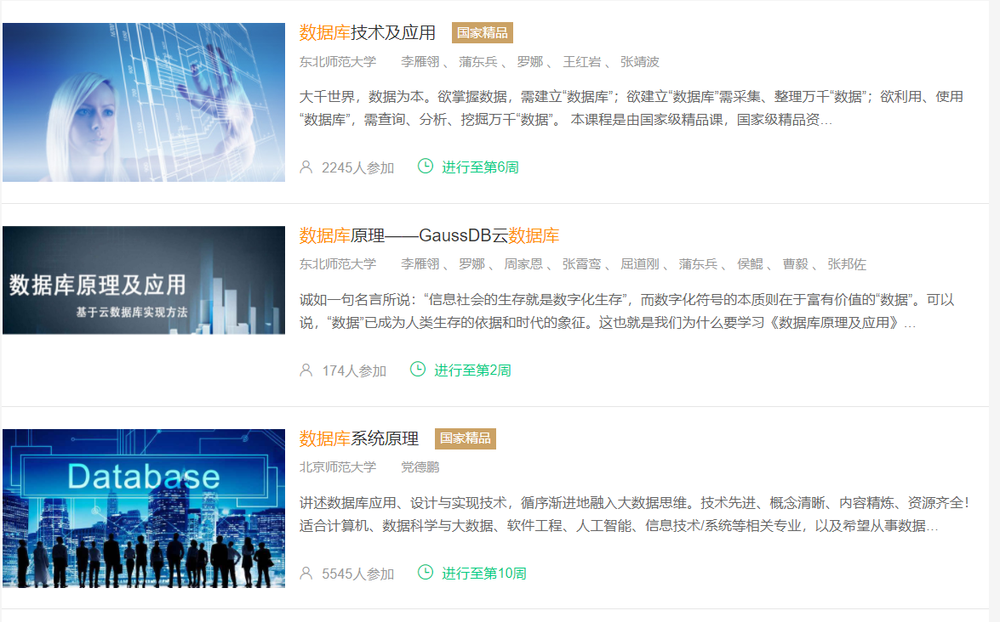 数据库技术及应用 国家精品
东北师范大学 李雁翎 、 蒲东兵 、 罗娜 、 王红岩 、 张靖波
大千世界，数据为本。欲掌握数据，需建立“数据库”；欲建立“数据库”需采集、整理万千“数据”；欲利用、使用
“数据库”，需查询、分析、挖掘万千“数据”。 本课程是由国家级精品课，国家级精品资...
2245人参加 进行至第6周
数据库原理——GaussDB云数据库
数据库原理及应用
基于云数据库实现方法
东北师范大学 李雁翎 、 罗娜 、 周家恩 、 张霄鸾 、 屈道刚 、 蒲东兵 、 侯鲲 、 曹毅 、 张邦佐
诚如一句名言所说：“信息社会的生存就是数字化生存”，而数字化符号的本质则在于富有价值的“数据”。可以
说，“数据”已成为人类生存的依据和时代的象征。这也就是我们为什么要学习《数据库原理及应用》...
174人参加 进行至第2周
数据库系统原理 国家精品
Database
北京师范大学 党德鹏
讲述数据库应用、设计与实现技术，循序渐进地融入大数据思维。技术先进、概念清晰、内容精炼、资源齐全！
适合计算机、数据科学与大数据、软件工程、人工智能、信息技术/系统等相关专业，以及希望从事数据...
5545人参加 进行至第10周